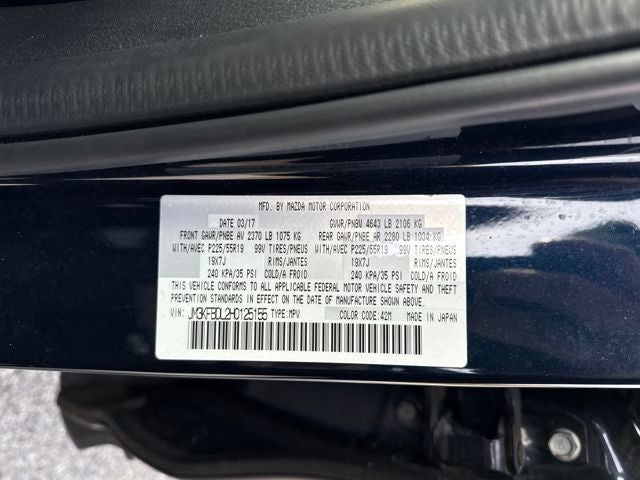 MFD. BY MAZDA MOTOR CORPORATION
DATE 03/17 GVWR/PNBV 4643 LB 2106 KG
FRONT GAWR/PNBE AV 2370 LB 1075 KG REAR GAWR/PNBE AR 2280 LB 1034 KG
WITH/AVEC P225/55R19 99V TIRES/PNEUS WITH/AVEC P225/55R19 99V TIRES/PNEUS
19X7J RIMS/JANTES 19X7J RIMS/JANTES
240 KPA/35 PSI COLD/A FROID 240 KPA/35 PSI COLD/A FROID
THIS VEHICLE CONFORMS TO ALL APPLICABLE FEDERAL MOTOR VEHICLE SAFETY AND THEFT
PREVENTION STANDARDS IN EFFECT ON THE DATE OF MANUFACTURE SHOWN ABOVE.
VIN: JM3KFBDL2H0125155 TYPE:MPV COLOR CODE:42M MADE IN JAPAN